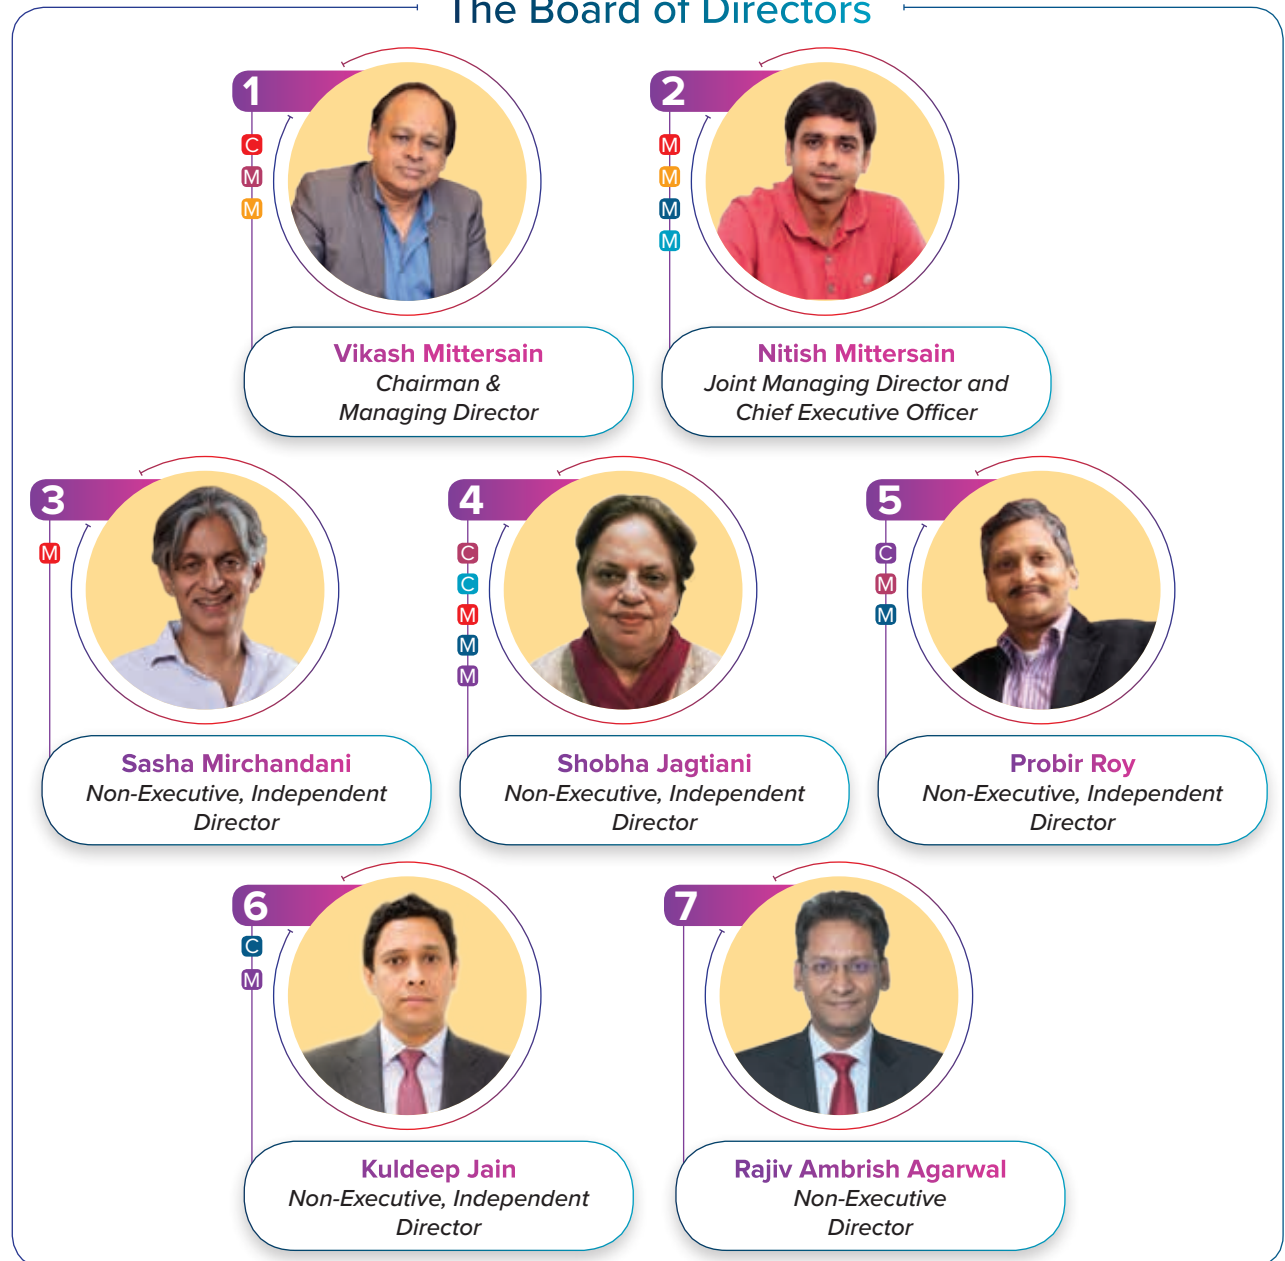 The Board of Directors
1
C
M
M
Vikash Mittersain
Chairman &
Managing Director
2
M
M
M
M
Nitish Mittersain
Joint Managing Director and
Chief Executive Officer
3
M
Sasha Mirchandani
Non-Executive, Independent
Director
4
C
C
M
M
M
Shobha Jagtiani
Non-Executive, Independent
Director
5
C
M
M
Probir Roy
Non-Executive, Independent
Director
6
C
M
Kuldeep Jain
Non-Executive, Independent
Director
7
Rajiv Ambrish Agarwal
Non-Executive
Director